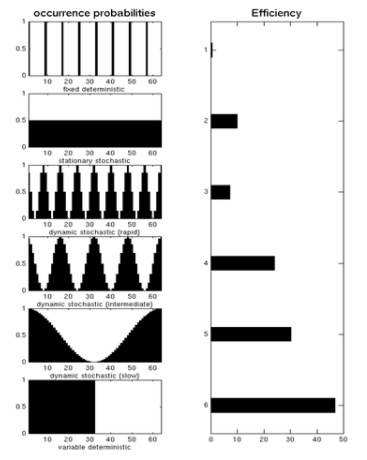 occurrence probabilities
1
0.5
0
10 20 30 40 50 60
fixed deterministic
1
0.5
0
10 20 30 40 50 60
stationary stochastic
1
0.5
0
10 20 30 40 50 60
dynamic stochastic (rapid)
1
0.5
0
10 20 30 40 50 60
dynamic stochastic (intermediate)
1
0.5
0
10 20 30 40 50 60
dynamic stochastic (slow)
1
0.5
0
10 20 30 40 50 60
variable deterministic
Efficiency
1
2
3
4
5
6
0 10 20 30 40 50